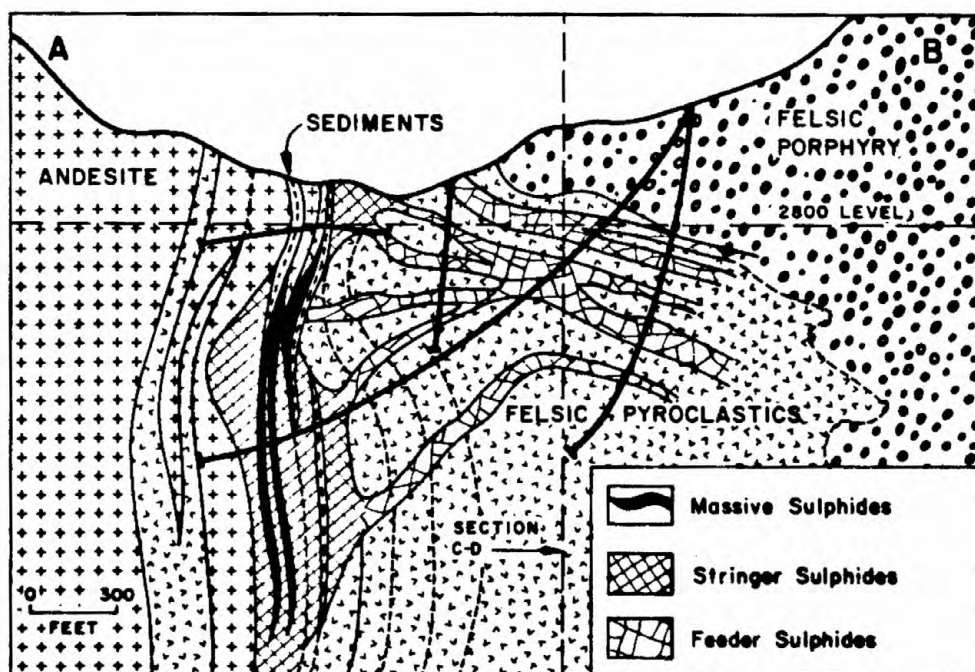 A
B
SEDIMENTS
FELSIC
PORPHYRY
ANDESITE
2800 LEVEL
FELSIC PYROCLASTICS
SECTION
C-D
0 300
FEET
Massive Sulphides
Stringer Sulphides
Feeder Sulphides